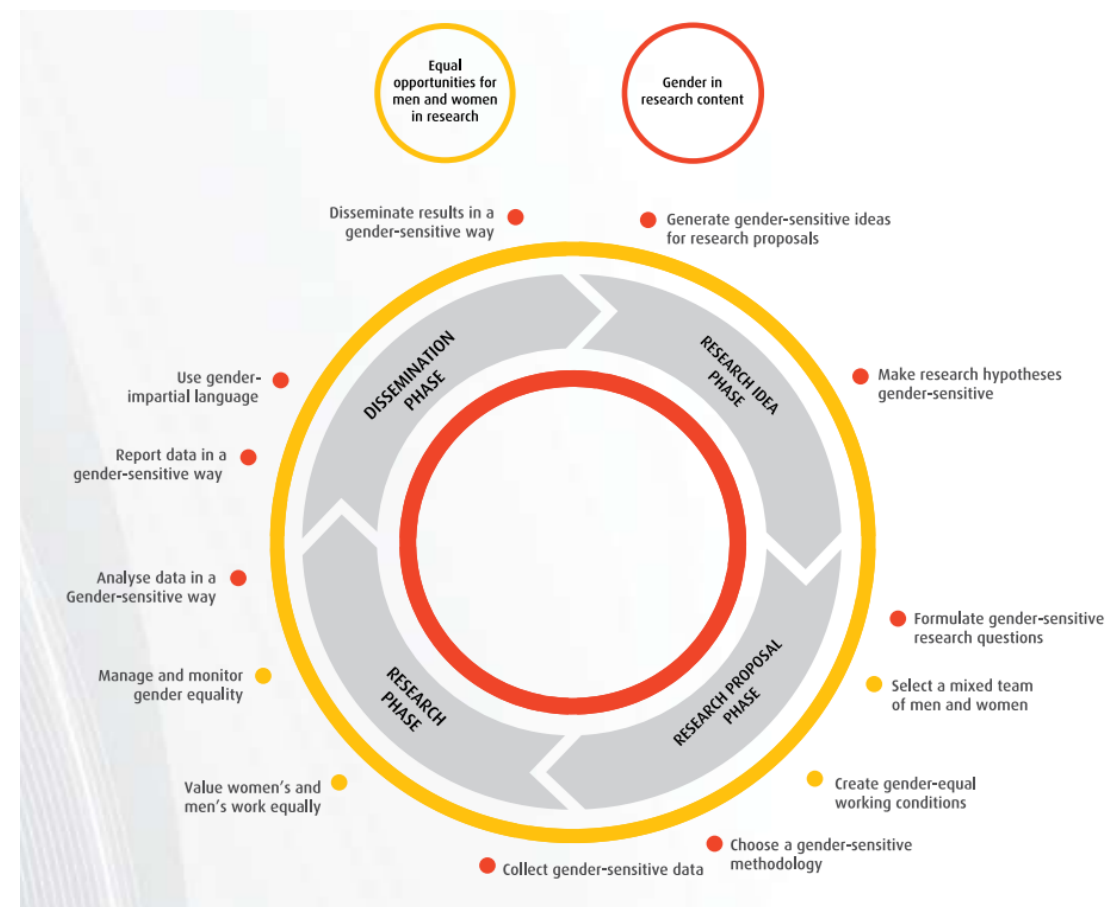 Equal
opportunities for
men and women
in research
Gender in
research content
Disseminate results in a
gender-sensitive way
Generate gender-sensitive ideas
for research proposals
DISSEMINATION
PHASE
RESEARCH IDEA
PHASE
Use gender-
impartial language
Make research hypotheses
gender-sensitive
Report data in a
gender-sensitive way
Analyse data in a
Gender-sensitive way
Formulate gender-sensitive
research questions
Manage and monitor
gender equality
RESEARCH
PHASE
RESEARCH PROPOSAL
PHASE
Select a mixed team
of men and women
Value women's and
men's work equally
Create gender-equal
working conditions
Collect gender-sensitive data
Choose a gender-sensitive
methodology